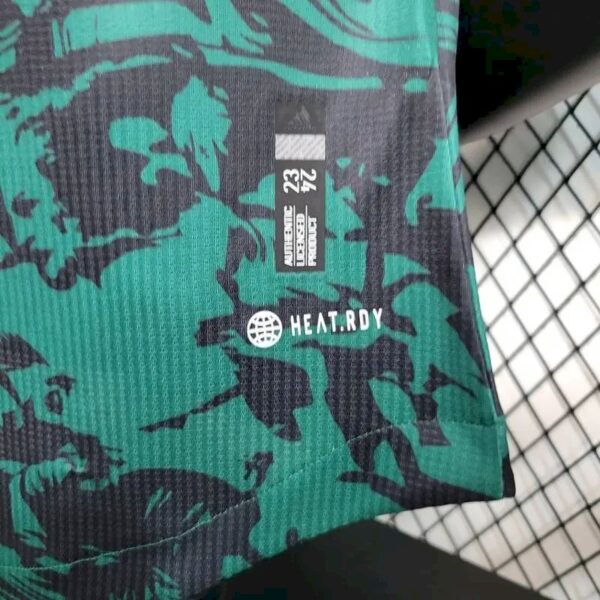 23
24
AUTHENTIC
LICENSED
PRODUCT
HEAT.RDY